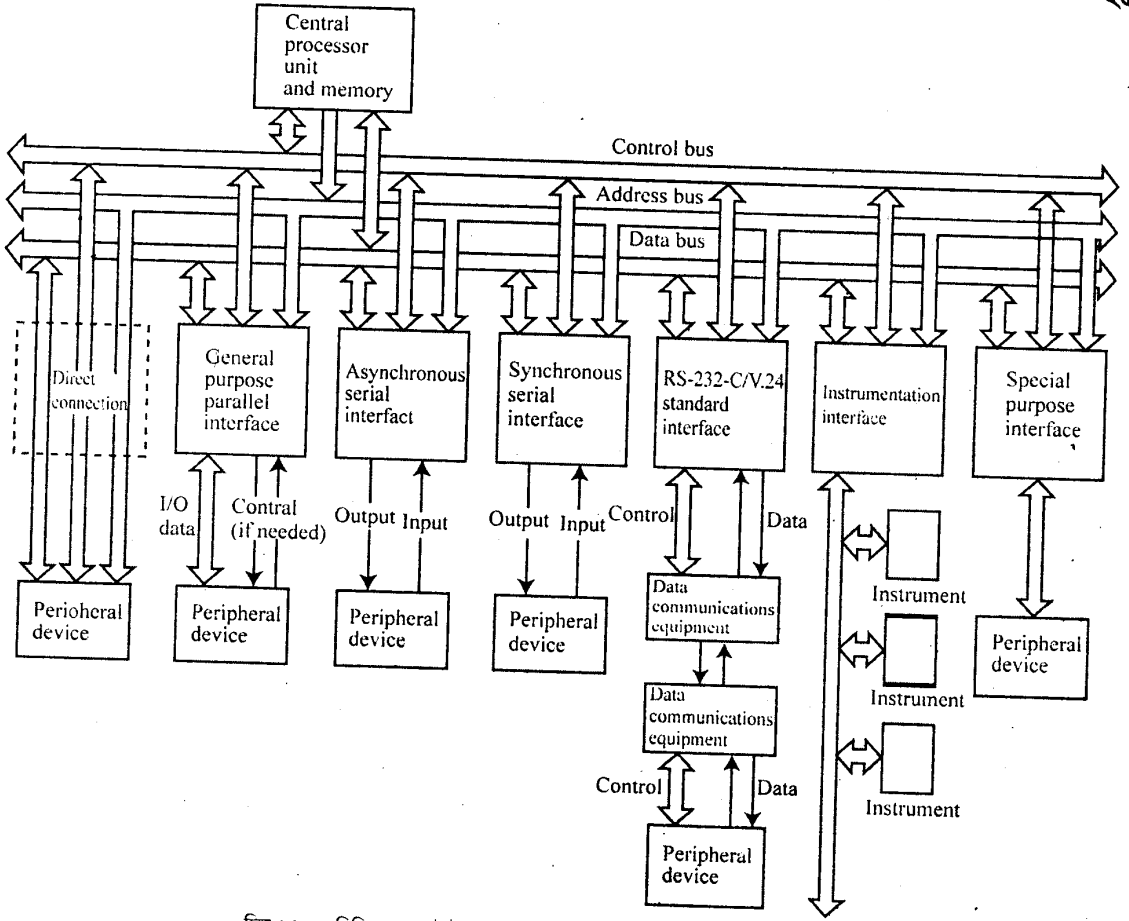 Central
processor
unit
and memory
Control bus
Address bus
Data bus
Direct
connection
General
purpose
parallel
interface
Asynchronous
serial
interfact
Synchronous
serial
interface
RS-232-C/V.24
standard
interface
Instrumentation
interface
Special
purpose
interface
I/O
data
Contral
(if needed)
Output
Input
Output
Input
Control
Data
Perioheral
device
Peripheral
device
Peripheral
device
Peripheral
device
Data
communications
equipment
Data
communications
equipment
Control
Data
Peripheral
device
Instrument
Instrument
Instrument
Peripheral
device